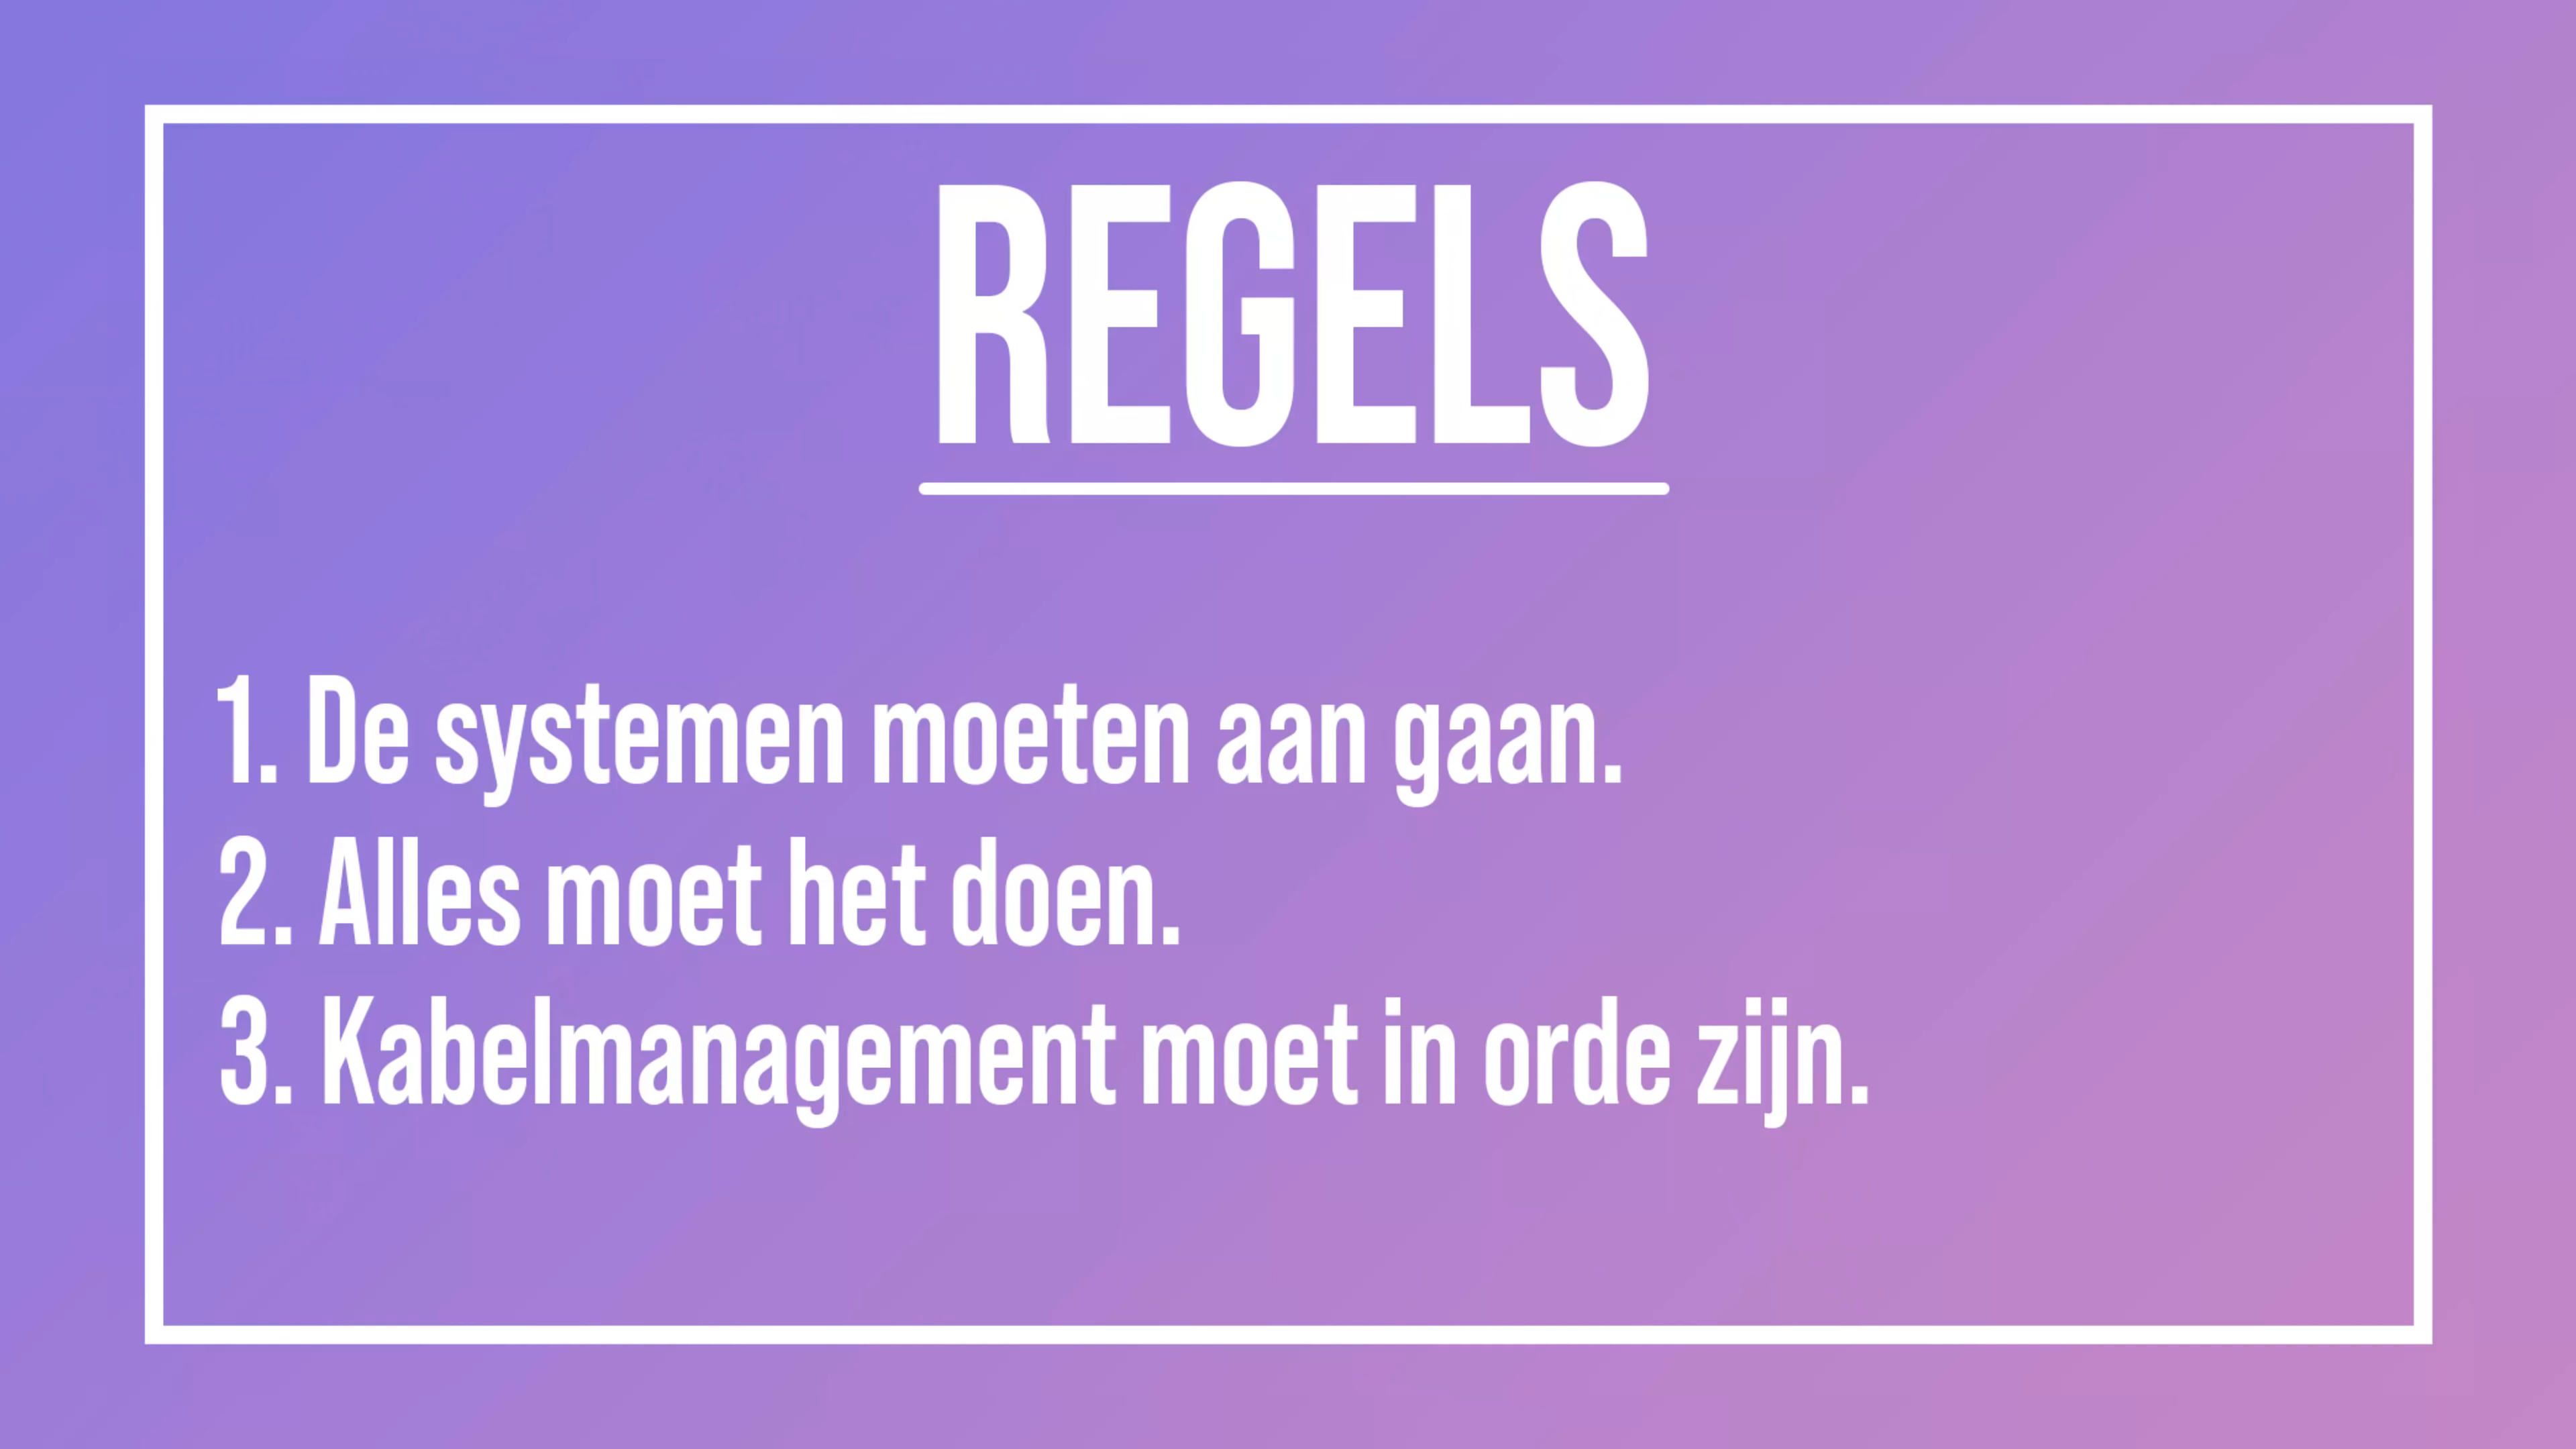 REGELS
1. De systemen moeten aan gaan.
2. Alles moet het doen.
3. Kabelmanagement moet in orde zijn.